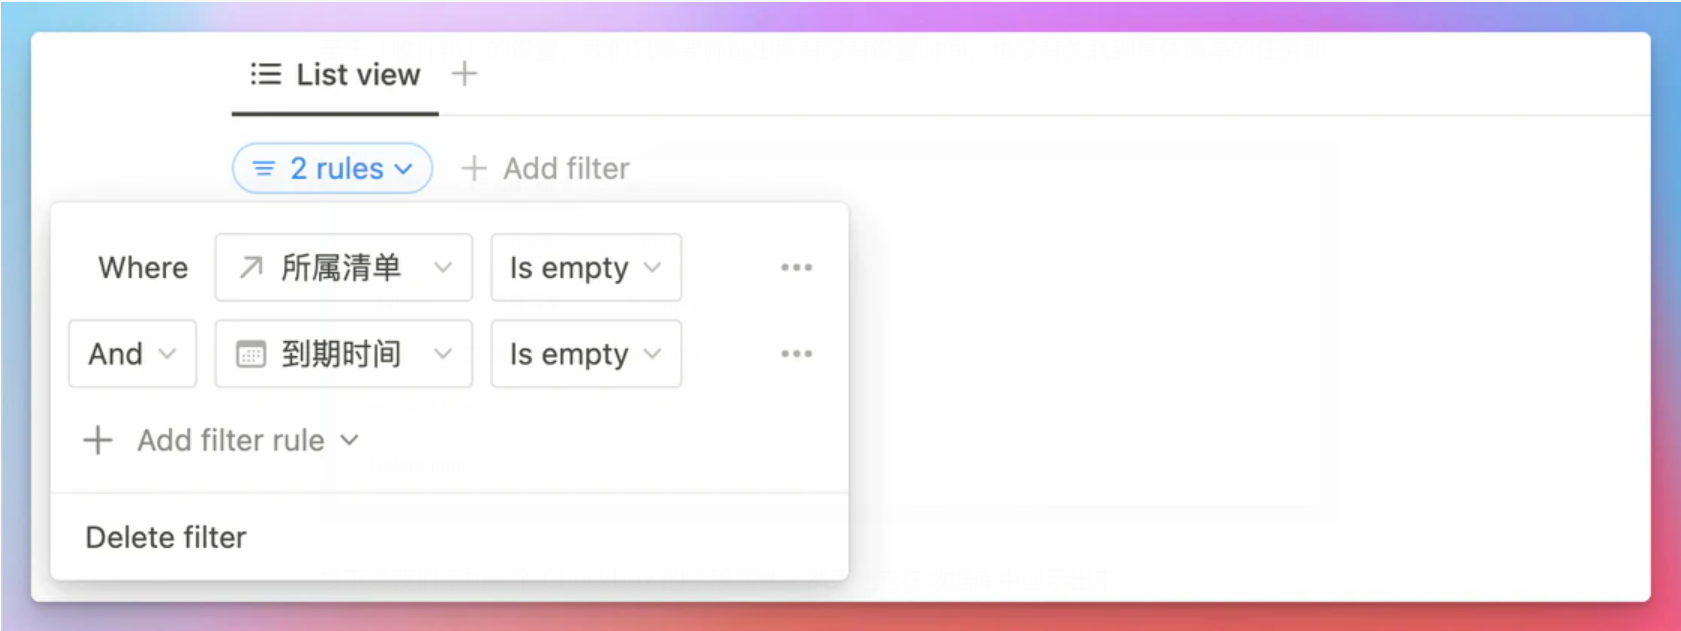 List view
2 rules Add filter
Where 所属清单 Is empty
And 到期时间 Is empty
Add filter rule
Delete filter